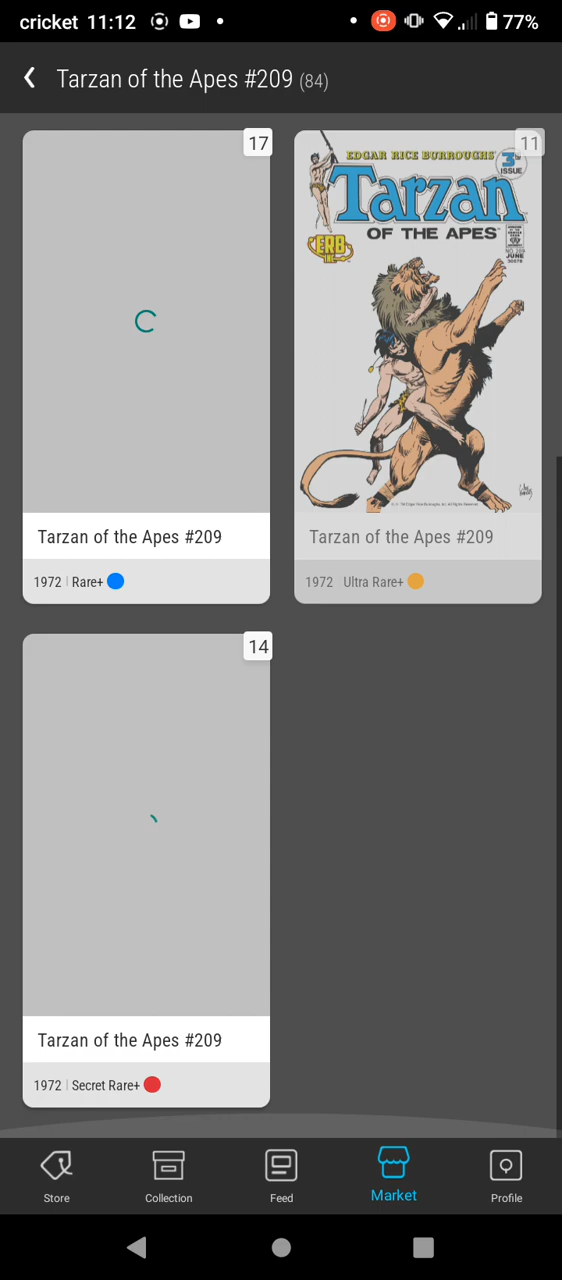 cricket 11:12
77%
Tarzan of the Apes #209 (84)
17
11
EDGAR RICE BURROUGHS'
3RD
ISSUE
Tarzan
OF THE APES
ERB
INC.
JUNE
Tarzan of the Apes #209
Tarzan of the Apes #209
1972 | Rare+
1972 Ultra Rare+
14
Tarzan of the Apes #209
1972 | Secret Rare+
Store
Collection
Feed
Market
Profile